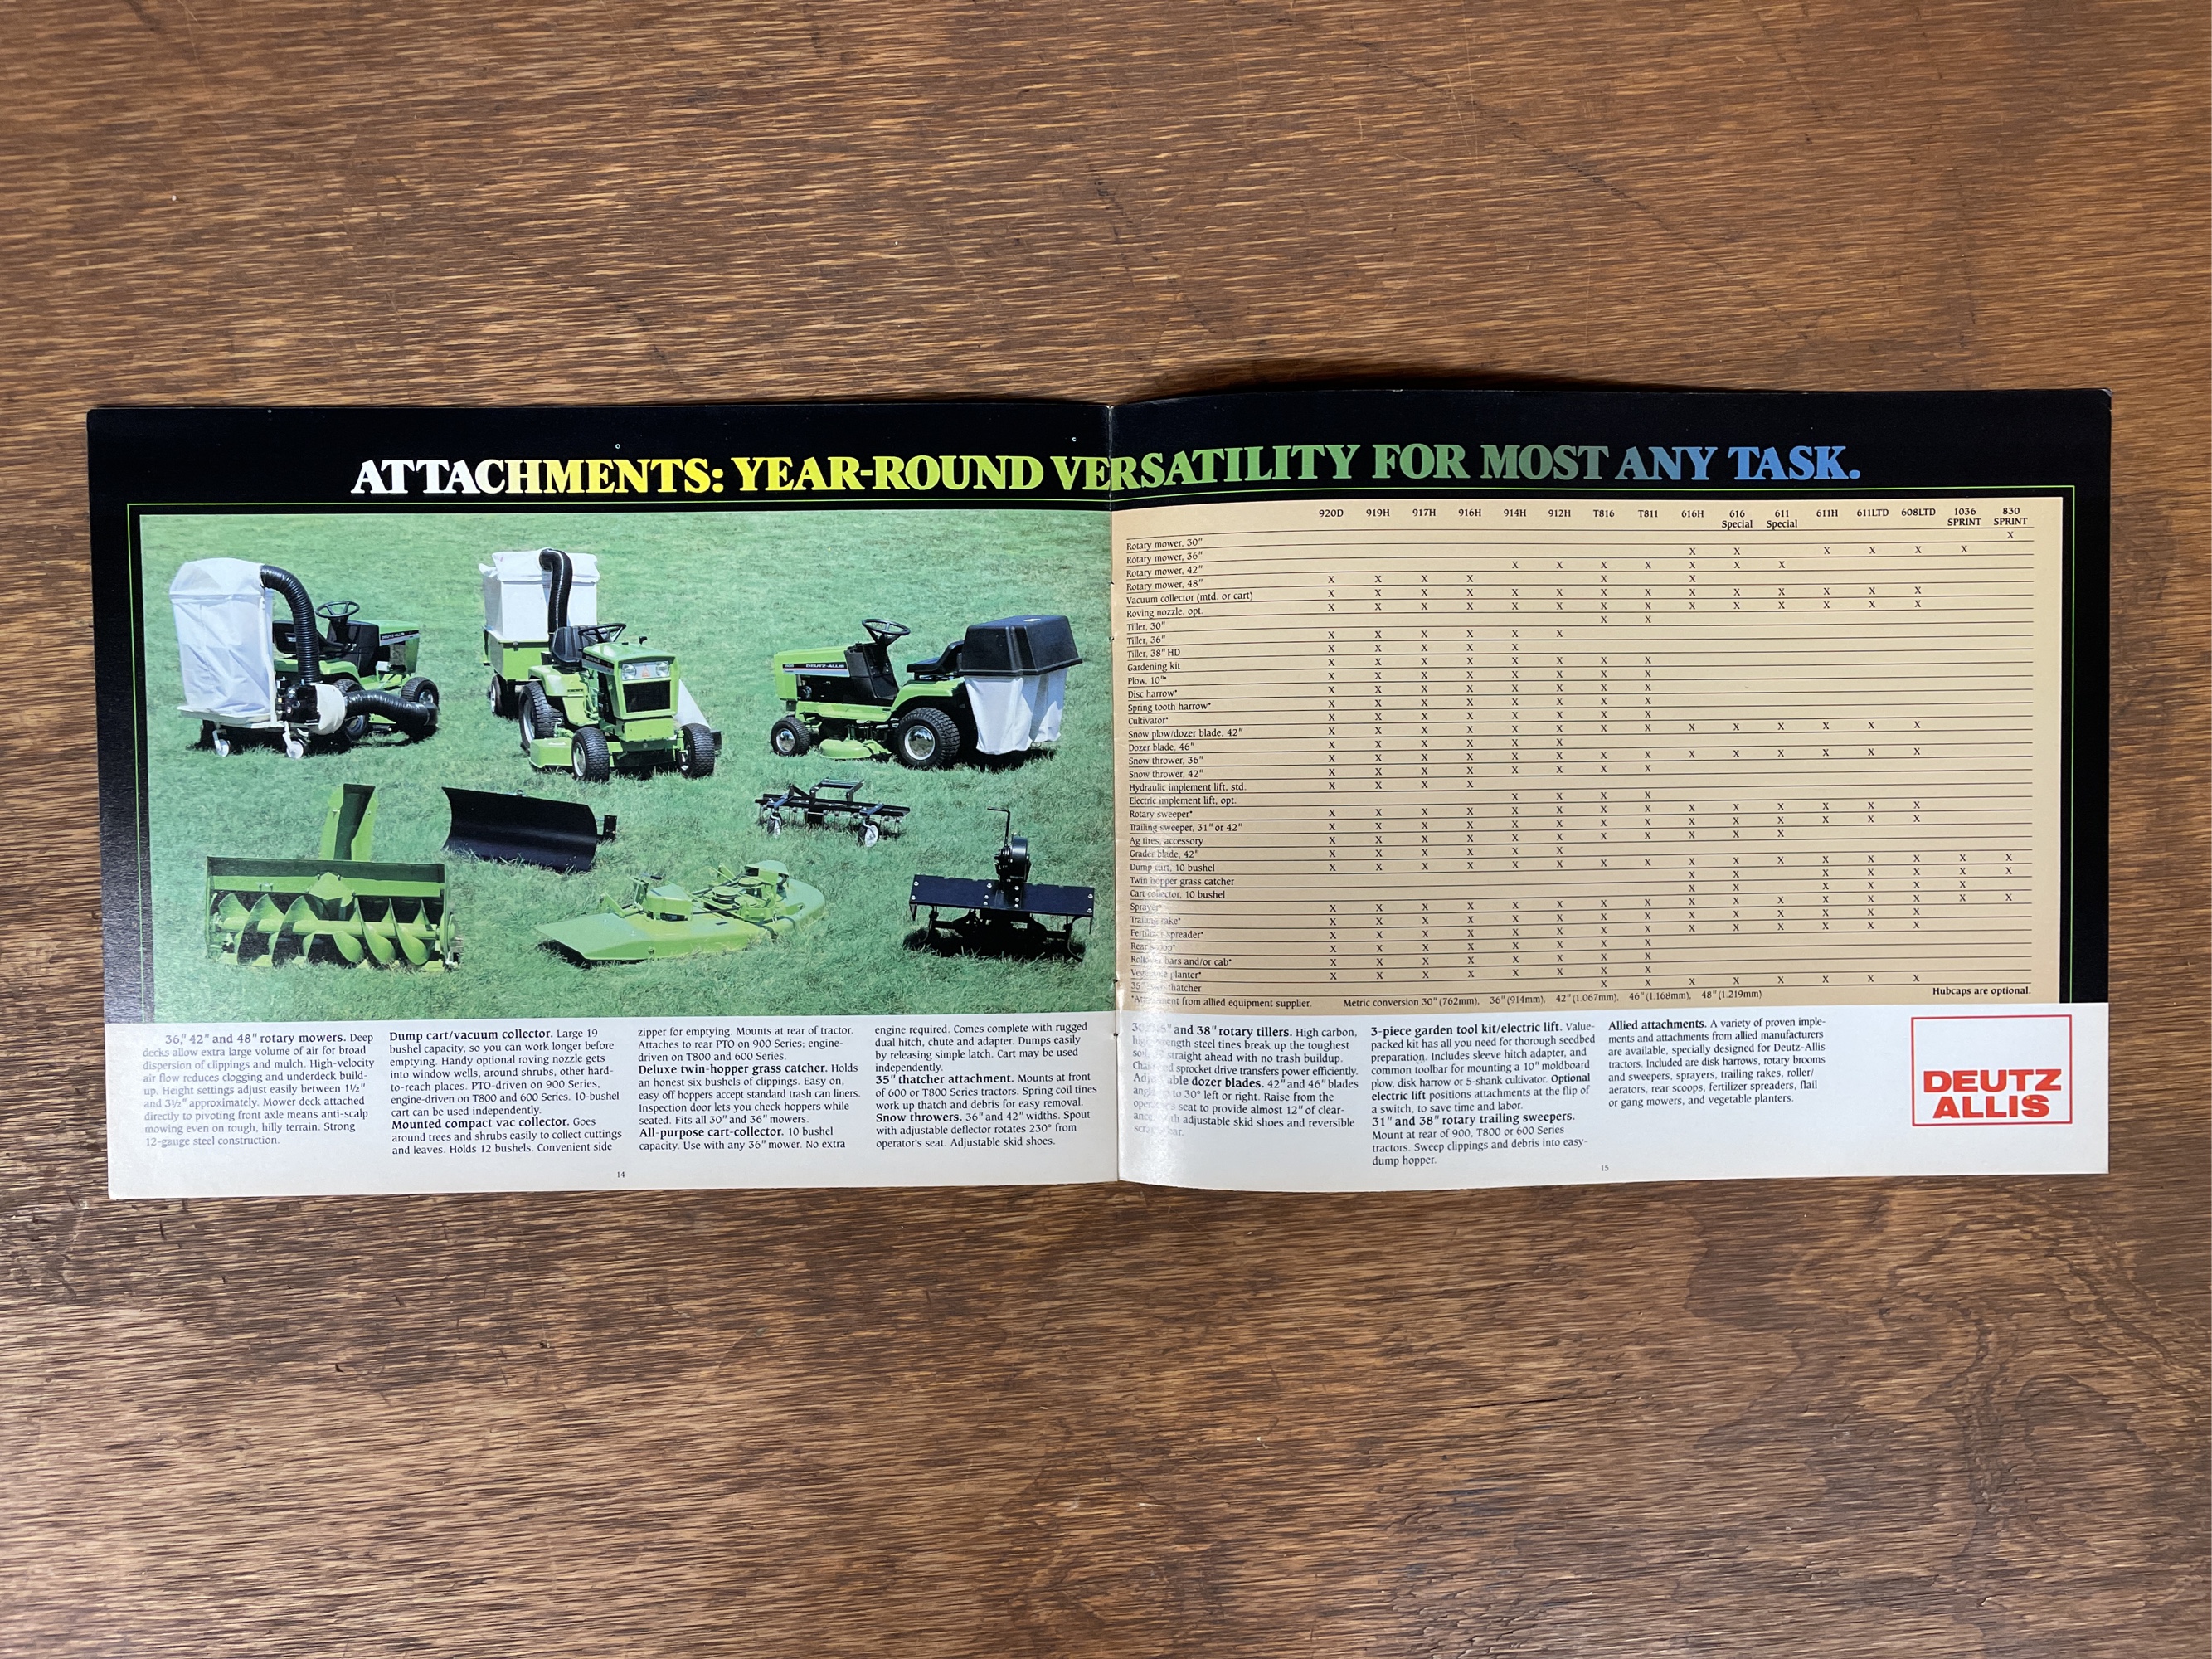 ATTACHMENTS: YEAR-ROUND VERSATILITY FOR MOST ANY TASK.
36," 42" and 48" rotary mowers. Deep
decks allow extra large volume of air for broad
dispersion of clippings and mulch. High-velocity
air flow reduces clogging and underdeck build-
up. Height settings adjust easily between 1½"
and 3½" approximately. Mower deck attached
directly to pivoting front axle means anti-scalp
mowing even on rough, hilly terrain. Strong
12-gauge steel construction.
Dump cart/vacuum collector. Large 19
bushel capacity, so you can work longer before
emptying. Handy optional roving nozzle gets
into window wells, around shrubs, other hard-
to-reach places. PTO-driven on 900 Series,
engine-driven on T800 and 600 Series. 10-bushel
cart can be used independently.
Mounted compact vac collector. Goes
around trees and shrubs easily to collect cuttings
and leaves. Holds 12 bushels. Convenient side
zipper for emptying. Mounts at rear of tractor.
Attaches to rear PTO on 900 Series; engine-
driven on T800 and 600 Series.
Deluxe twin-hopper grass catcher. Holds
an honest six bushels of clippings. Easy on,
easy off hoppers accept standard trash can liners.
Inspection door lets you check hoppers while
seated. Fits all 30" and 36" mowers.
All-purpose cart-collector. 10 bushel
capacity. Use with any 36" mower. No extra
engine required. Comes complete with rugged
dual hitch, chute and adapter. Dumps easily
by releasing simple latch. Cart may be used
independently.
35" thatcher attachment. Mounts at front
of 600 or T800 Series tractors. Spring coil tines
work up thatch and debris for easy removal.
Snow throwers. 36" and 42" widths. Spout
with adjustable deflector rotates 230° from
operator's seat. Adjustable skid shoes.
14
920D 919H 917H 916H 914H 912H T816 T811 616H 616 Special 611 Special 611H 611LTD 608LTD 1036 SPRINT 830 SPRINT
Rotary mower, 30" X
Rotary mower, 36" X X X X X X
Rotary mower, 42" X X X X X X X
Rotary mower, 48" X X X X X X
Vacuum collector (mtd. or cart) X X X X X X X X X X X X X X
Roving nozzle, opt. X X X X X X X X X X X X X X
Tiller, 30" X X
Tiller, 36" X X X X X X
Tiller, 38" HD X X X X X
Gardening kit X X X X X X X X
Plow, 10"* X X X X X X X X
Disc harrow* X X X X X X X X
Spring tooth harrow* X X X X X X X X
Cultivator* X X X X X X X X
Snow plow/dozer blade, 42" X X X X X X X X X X X X X X
Dozer blade, 46" X X X X X X
Snow thrower, 36" X X X X X X X X X X X X X X
Snow thrower, 42" X X X X X X X X
Hydraulic implement lift, std. X X X X
Electric implement lift, opt. X X X X
Rotary sweeper* X X X X X X X X X X X X X X
Trailing sweeper, 31" or 42" X X X X X X X X X X X X X X
Ag tires, accessory X X X X X X X X X X X
Grader blade, 42" X X X X X X
Dump cart, 10 bushel X X X X X X X X X X X X X X X X
Twin hopper grass catcher X X X X X X X
Cart collector, 10 bushel X X X X X X
Sprayer* X X X X X X X X X X X X X X X X
Trailing rake* X X X X X X X X X X X X X X
Fertilizer spreader* X X X X X X X X X X X X X X
Rear scoop* X X X X X X X X
bars and/or cab* X X X X X X X X
Vegetable planter* X X X X X X X X
35" thatcher X X X X X X X X
*Attachment from allied equipment supplier. Metric conversion 30" (762mm), 36" (914mm), 42" (1.067mm), 46" (1.168mm), 48" (1.219mm) Hubcaps are optional.
and 38" rotary tillers. High carbon,
high strength steel tines break up the toughest
soil, straight ahead with no trash buildup.
Chain and sprocket drive transfers power efficiently.
Adjustable dozer blades. 42" and 46" blades
angle to 30° left or right. Raise from the
operator's seat to provide almost 12" of clear-
ance with adjustable skid shoes and reversible
scraper bar.
3-piece garden tool kit/electric lift. Value-
packed kit has all you need for thorough seedbed
preparation. Includes sleeve hitch adapter, and
common toolbar for mounting a 10" moldboard
plow, disk harrow or 5-shank cultivator. Optional
electric lift positions attachments at the flip of
a switch, to save time and labor.
31" and 38" rotary trailing sweepers.
Mount at rear of 900, T800 or 600 Series
tractors. Sweep clippings and debris into easy-
dump hopper.
Allied attachments. A variety of proven imple-
ments and attachments from allied manufacturers
are available, specially designed for Deutz-Allis
tractors. Included are disk harrows, rotary brooms
and sweepers, sprayers, trailing rakes, roller/
aerators, rear scoops, fertilizer spreaders, flail
or gang mowers, and vegetable planters.
DEUTZ
ALLIS
15